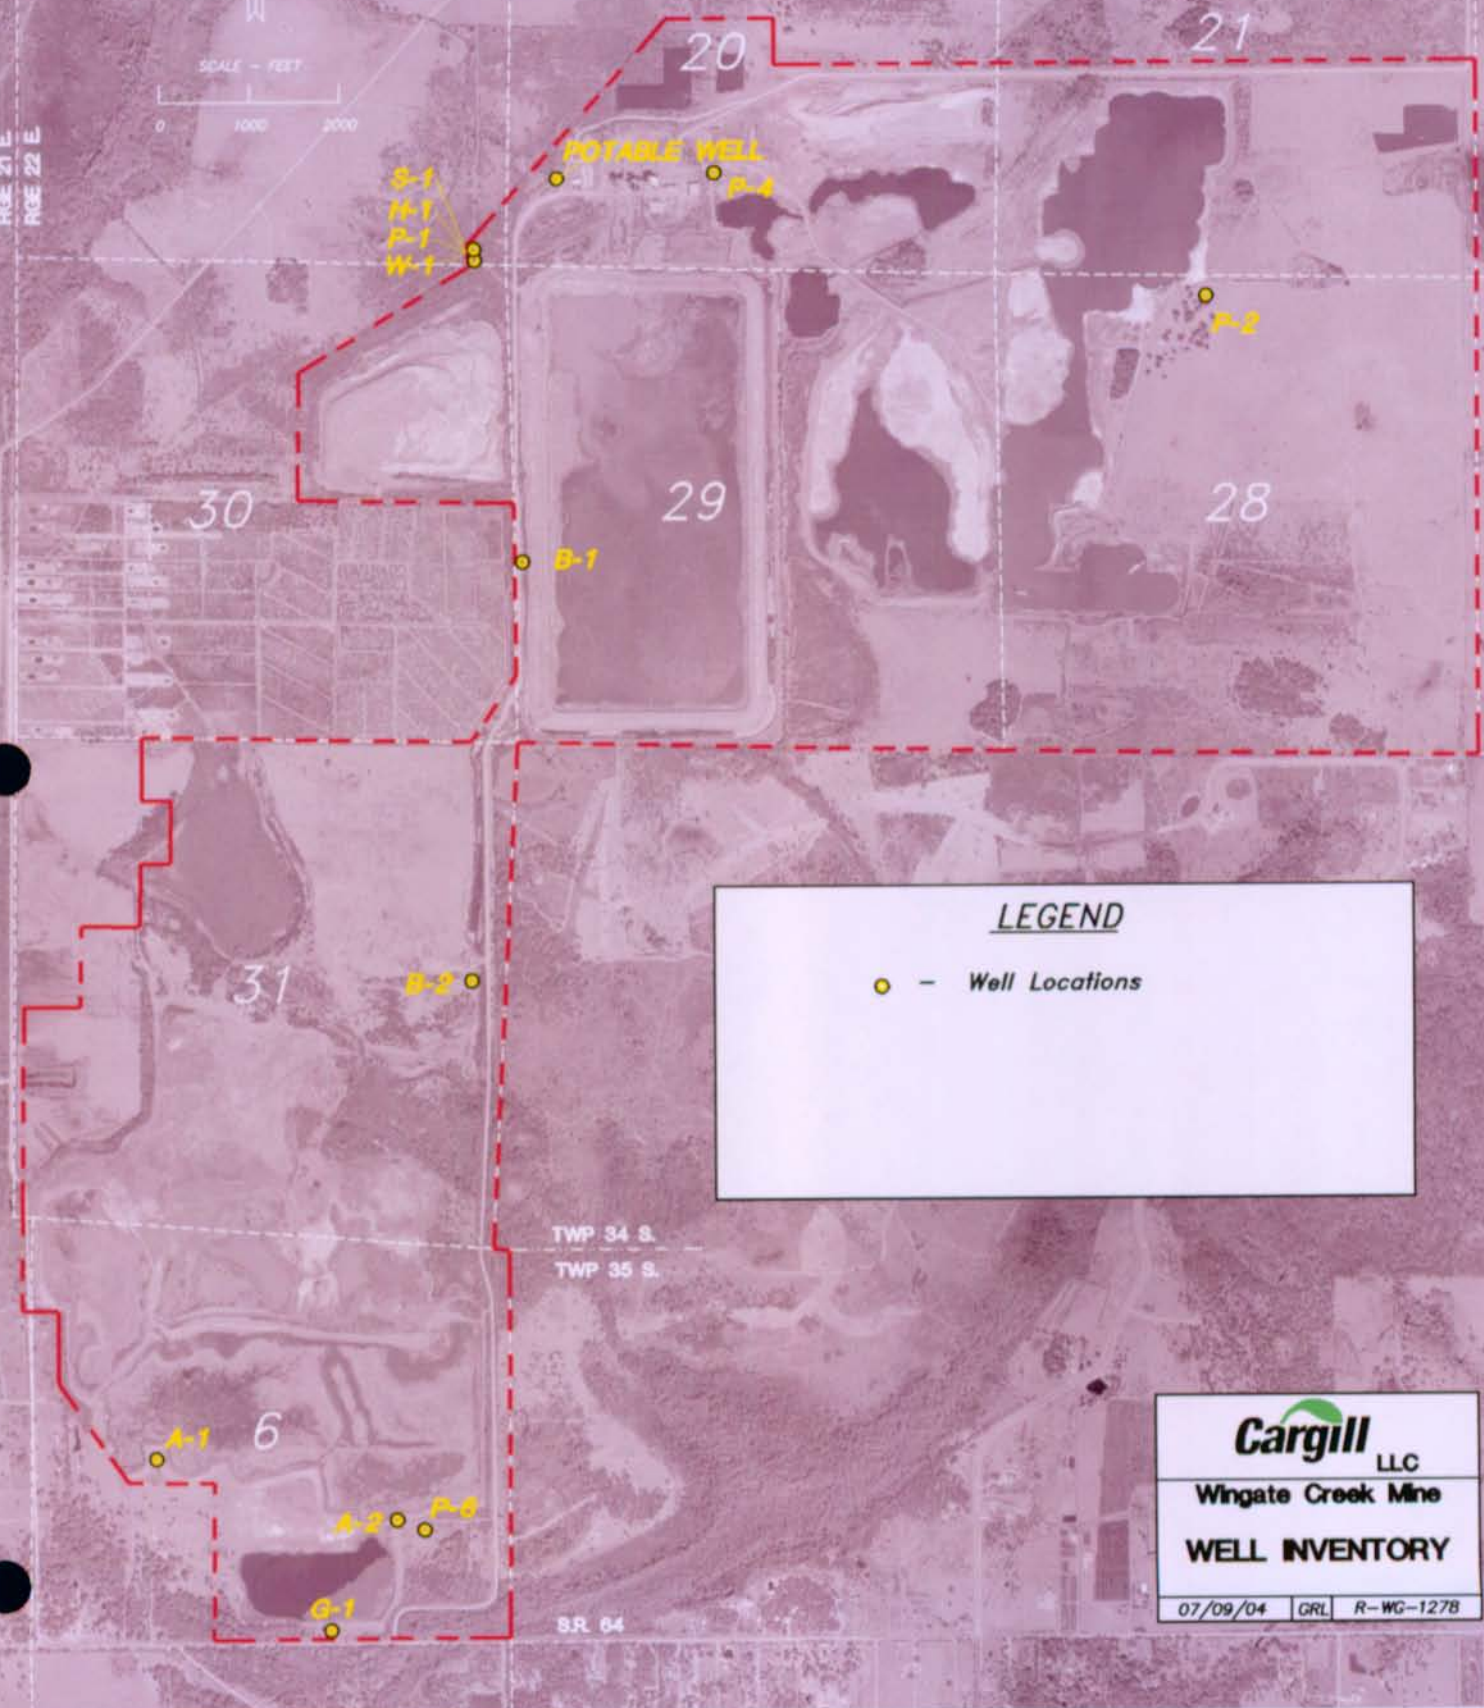 SCALE - FEET
0 1000 2000
RGE 21 E.
RGE 22 E.
20
21
POTABLE WELL
P-4
S-1
H-1
P-1
W-1
P-2
30
29
28
B-1
LEGEND
- Well Locations
31
B-2
TWP 34 S.
TWP 35 S.
6
A-1
A-2
G-1
S.R. 64
Cargill
LLC
Wingate Creek Mine
WELL INVENTORY
07/09/04 GRL R-WG-1278